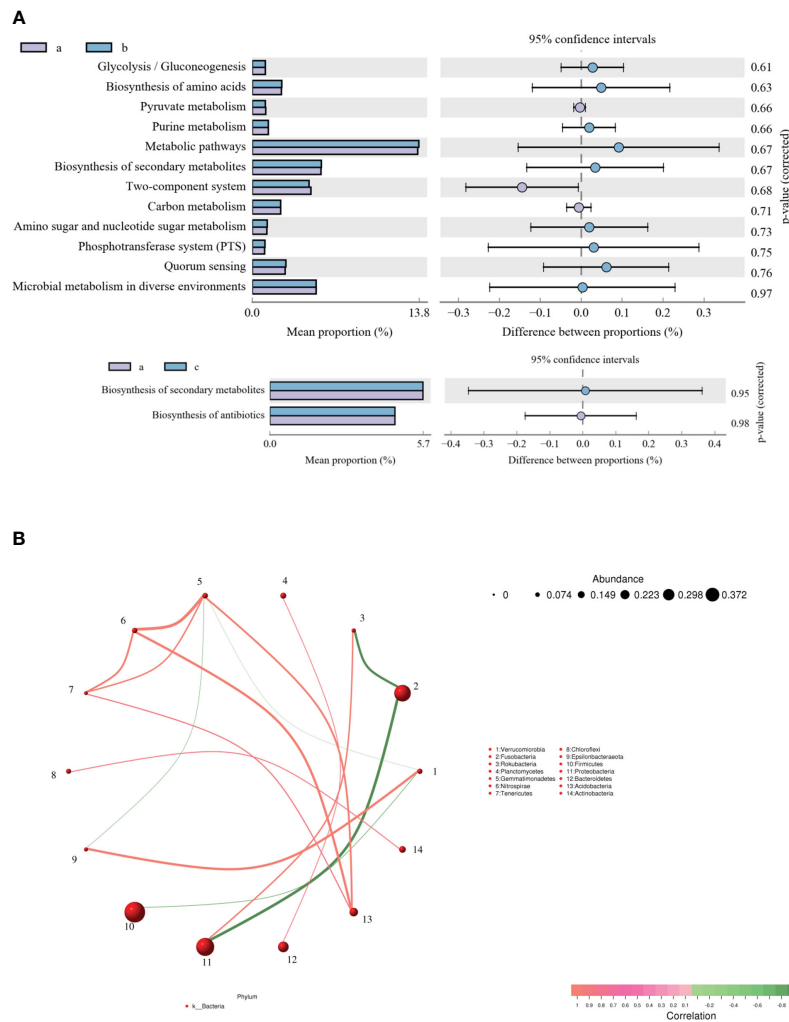 A
a b
95% confidence intervals
Glycolysis / Gluconeogenesis 0.61
Biosynthesis of amino acids 0.63
Pyruvate metabolism 0.66
Purine metabolism 0.66
Metabolic pathways 0.67
Biosynthesis of secondary metabolites 0.67
Two-component system 0.68
Carbon metabolism 0.71
Amino sugar and nucleotide sugar metabolism 0.73
Phosphotransferase system (PTS) 0.75
Quorum sensing 0.76
Microbial metabolism in diverse environments 0.97
p-value (corrected)
0.0 13.8 −0.3 −0.2 −0.1 0.0 0.1 0.2 0.3
Mean proportion (%) Difference between proportions (%)
a c
95% confidence intervals
Biosynthesis of secondary metabolites 0.95
Biosynthesis of antibiotics 0.98
p-value (corrected)
0.0 5.7 −0.4 −0.3 −0.2 −0.1 0.0 0.1 0.2 0.3 0.4
Mean proportion (%) Difference between proportions (%)
B
5 4
6 3
7 2
8 1
9 14
10 13
11 12
Abundance
0 0.074 0.149 0.223 0.298 0.372
1:Verrucomicrobia 8:Chloroflexi
2:Fusobacteria 9:Epsilonbacteraeota
3:Rokubacteria 10:Firmicutes
4:Planctomycetes 11:Proteobacteria
5:Gemmatimonadetes 12:Bacteroidetes
6:Nitrospirae 13:Acidobacteria
7:Tenericutes 14:Actinobacteria
Phylum
k__Bacteria
1 0.9 0.8 0.6 0.5 0.4 0.2 0.1 -0.2 -0.4 -0.5 -0.6 -0.8
Correlation